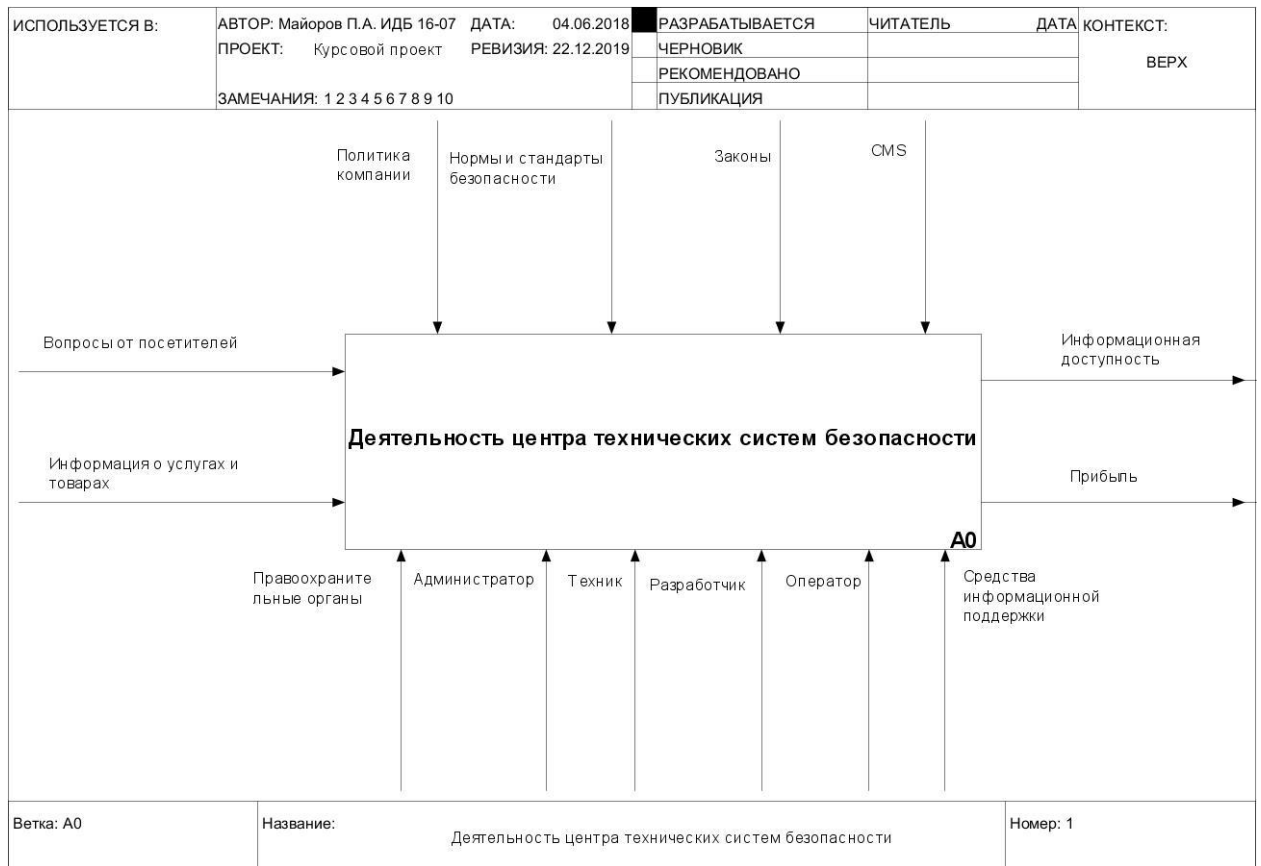 ИСПОЛЬЗУЕТСЯ В:
АВТОР: Майоров П.А. ИДБ 16-07
ДАТА: 04.06.2018
ПРОЕКТ: Курсовой проект
РЕВИЗИЯ: 22.12.2019
ЗАМЕЧАНИЯ: 1 2 3 4 5 6 7 8 9 10
РАЗРАБАТЫВАЕТСЯ
ЧЕРНОВИК
РЕКОМЕНДОВАНО
ПУБЛИКАЦИЯ
ЧИТАТЕЛЬ
ДАТА
КОНТЕКСТ:
ВЕРХ
Политика
компании
Нормы и стандарты
безопасности
Законы
CMS
Вопросы от посетителей
Информационная
доступность
Деятельность центра технических систем безопасности
Информация о услугах и
товарах
Прибыль
A0
Правоохраните
льные органы
Администратор
Техник
Разработчик
Оператор
Средства
информационной
поддержки
Ветка: A0
Название:
Деятельность центра технических систем безопасности
Номер: 1